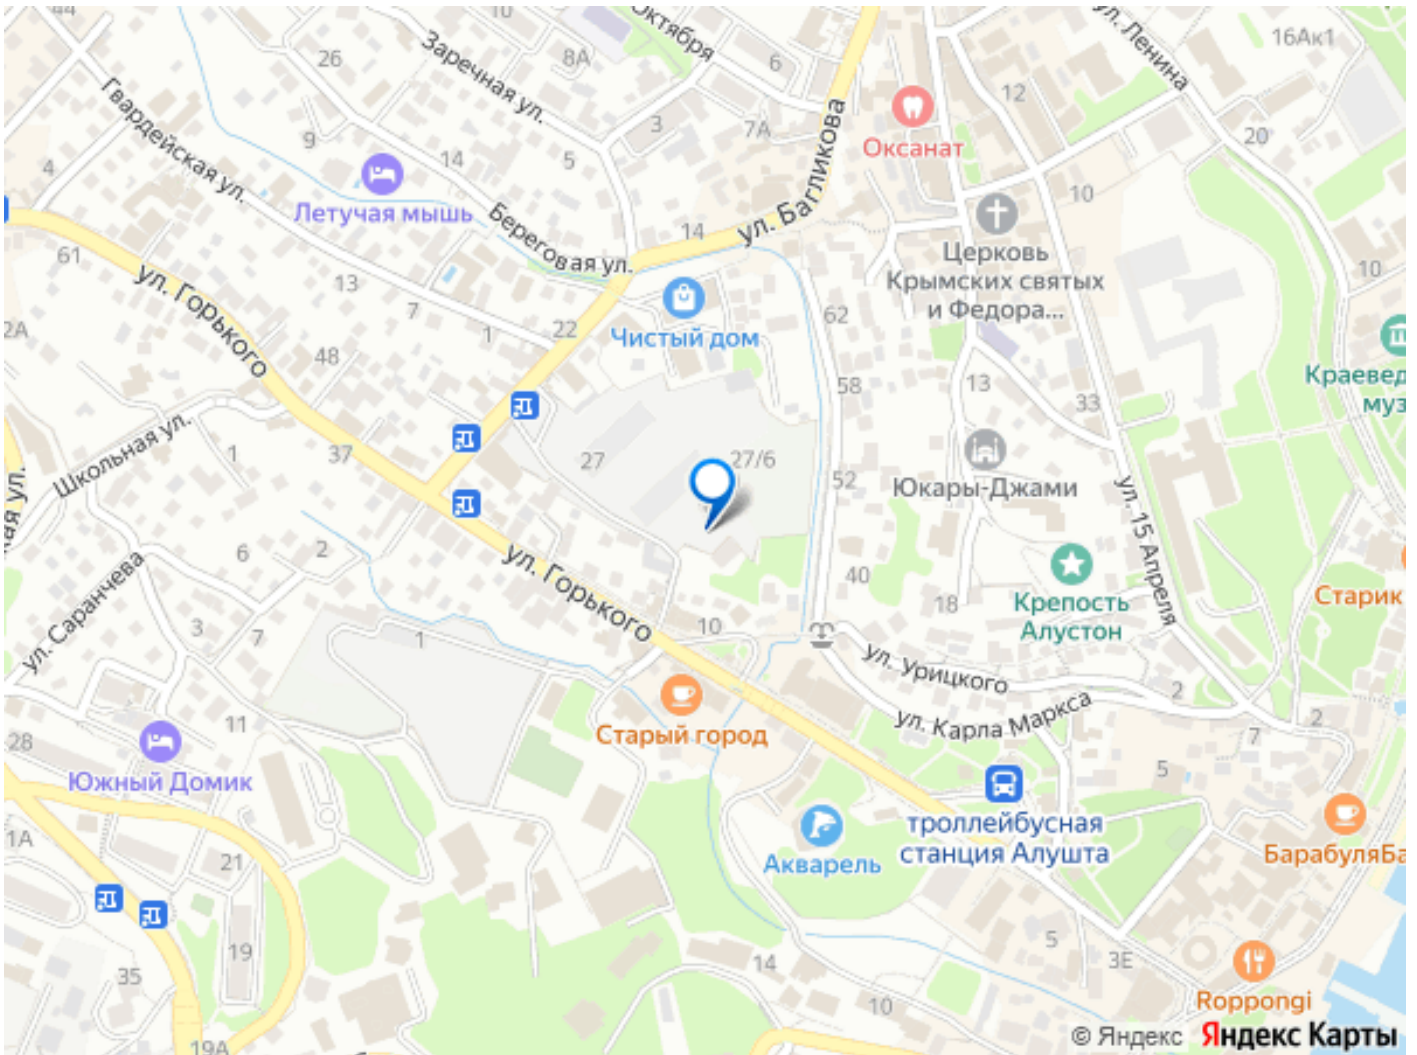 44
10
Октября
ул. Ленина
16Ак1
26
Заречная ул.
8А
6
12
Гвардейская ул.
9
3
7А
ул. Багликова
Оксанат
20
4
14
5
10
Летучая мышь
Береговая ул.
14
Церковь
Крымских святых
и Федора...
61
ул. Горького
13
10
7
1
22
Чистый дом
62
2А
48
58
13
33
Краевед
муз
Школьная ул.
1
37
27
27/6
52
Юкары-Джами
ул. 15 Апреля
кая ул.
6
2
ул. Горького
40
18
Крепость
Алустон
Старик
ул. Саранчева
3
7
1
10
ул. Урицкого
2
ул. Карла Маркса
2
7
11
Старый город
28
Южный Домик
5
троллейбусная
станция Алушта
1А
21
Акварель
БарабуляБа
19
35
14
5
3Е
10
Roppongi
19А
© Яндекс Яндекс Карты